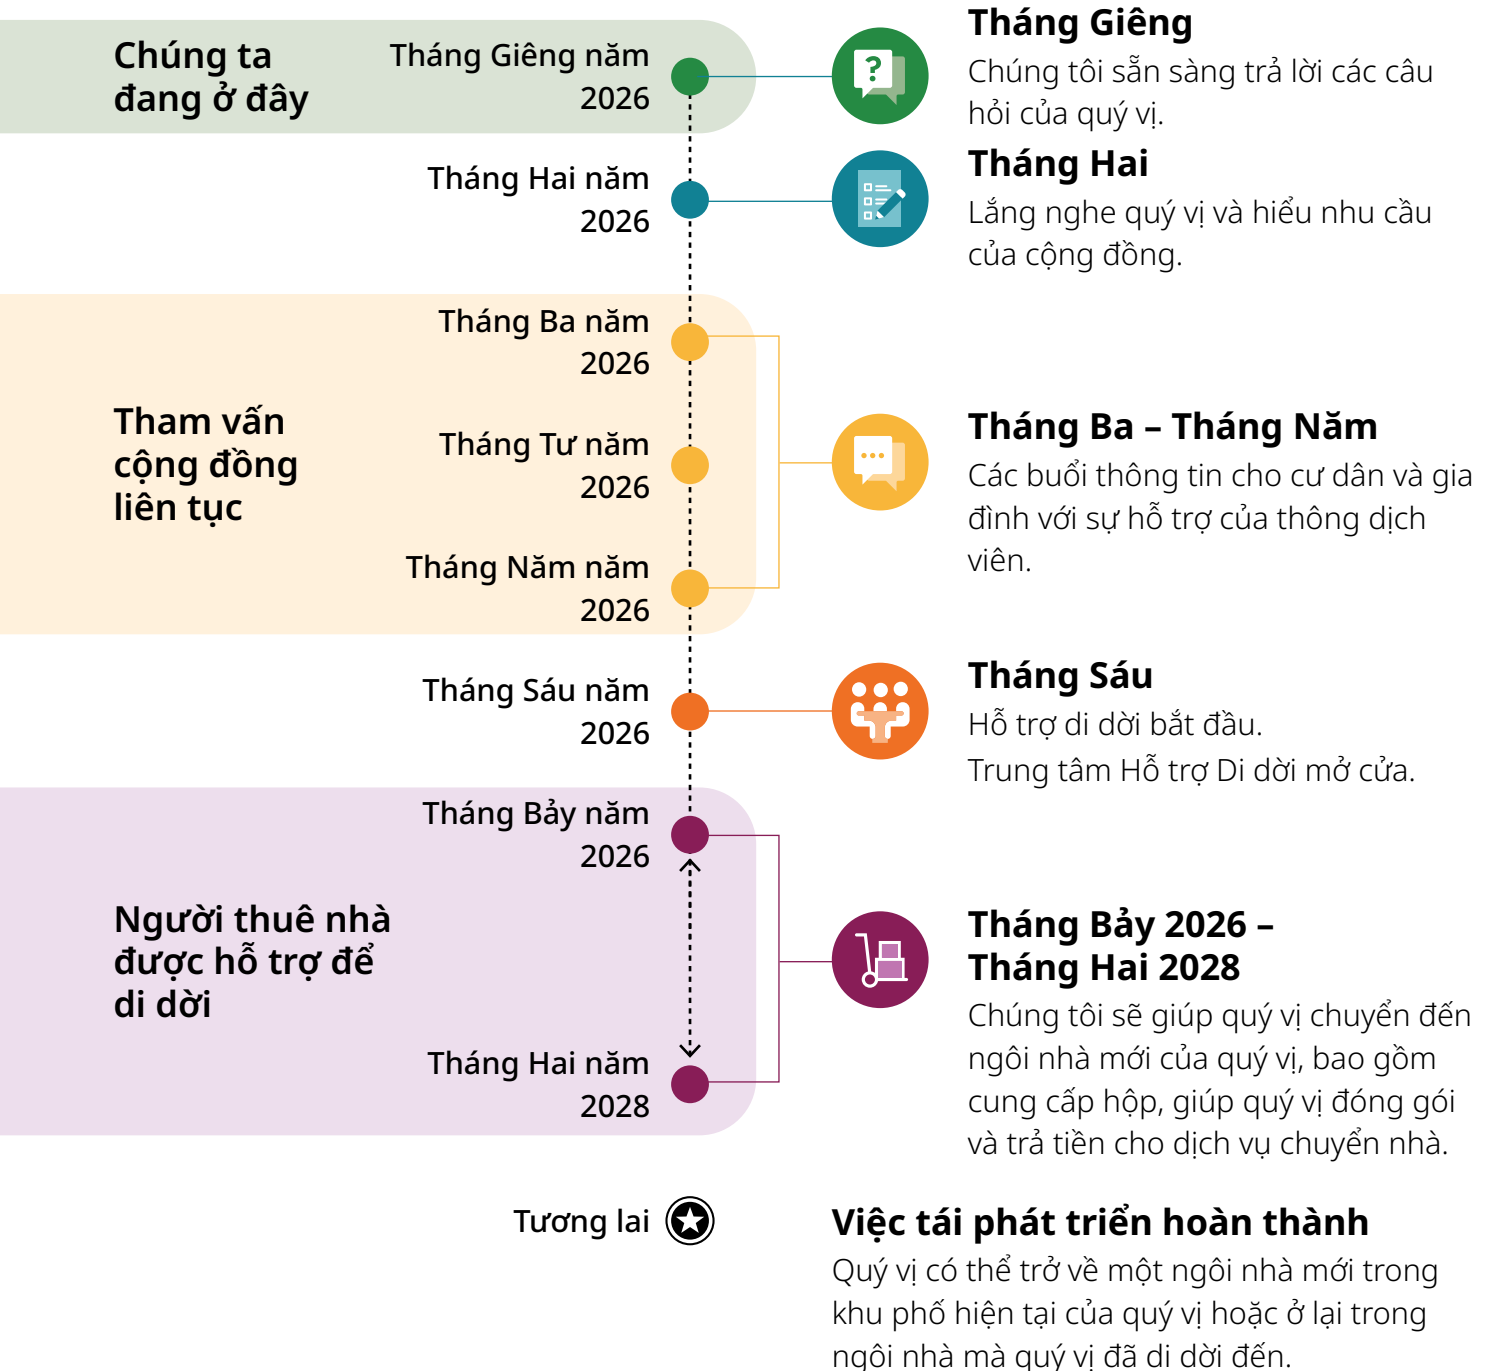 Chúng ta
đang ở đây
Tháng Giêng năm
2026
Tháng Giêng
Chúng tôi sẵn sàng trả lời các câu
hỏi của quý vị.
Tháng Hai năm
2026
Tháng Hai
Lắng nghe quý vị và hiểu nhu cầu
của cộng đồng.
Tham vấn
cộng đồng
liên tục
Tháng Ba năm
2026
Tháng Tư năm
2026
Tháng Năm năm
2026
Tháng Ba – Tháng Năm
Các buổi thông tin cho cư dân và gia
đình với sự hỗ trợ của thông dịch
viên.
Tháng Sáu năm
2026
Tháng Sáu
Hỗ trợ di dời bắt đầu.
Trung tâm Hỗ trợ Di dời mở cửa.
Người thuê nhà
được hỗ trợ để
di dời
Tháng Bảy năm
2026
Tháng Hai năm
2028
Tháng Bảy 2026 –
Tháng Hai 2028
Chúng tôi sẽ giúp quý vị chuyển đến
ngôi nhà mới của quý vị, bao gồm
cung cấp hộp, giúp quý vị đóng gói
và trả tiền cho dịch vụ chuyển nhà.
Tương lai
Việc tái phát triển hoàn thành
Quý vị có thể trở về một ngôi nhà mới trong
khu phố hiện tại của quý vị hoặc ở lại trong
ngôi nhà mà quý vị đã di dời đến.